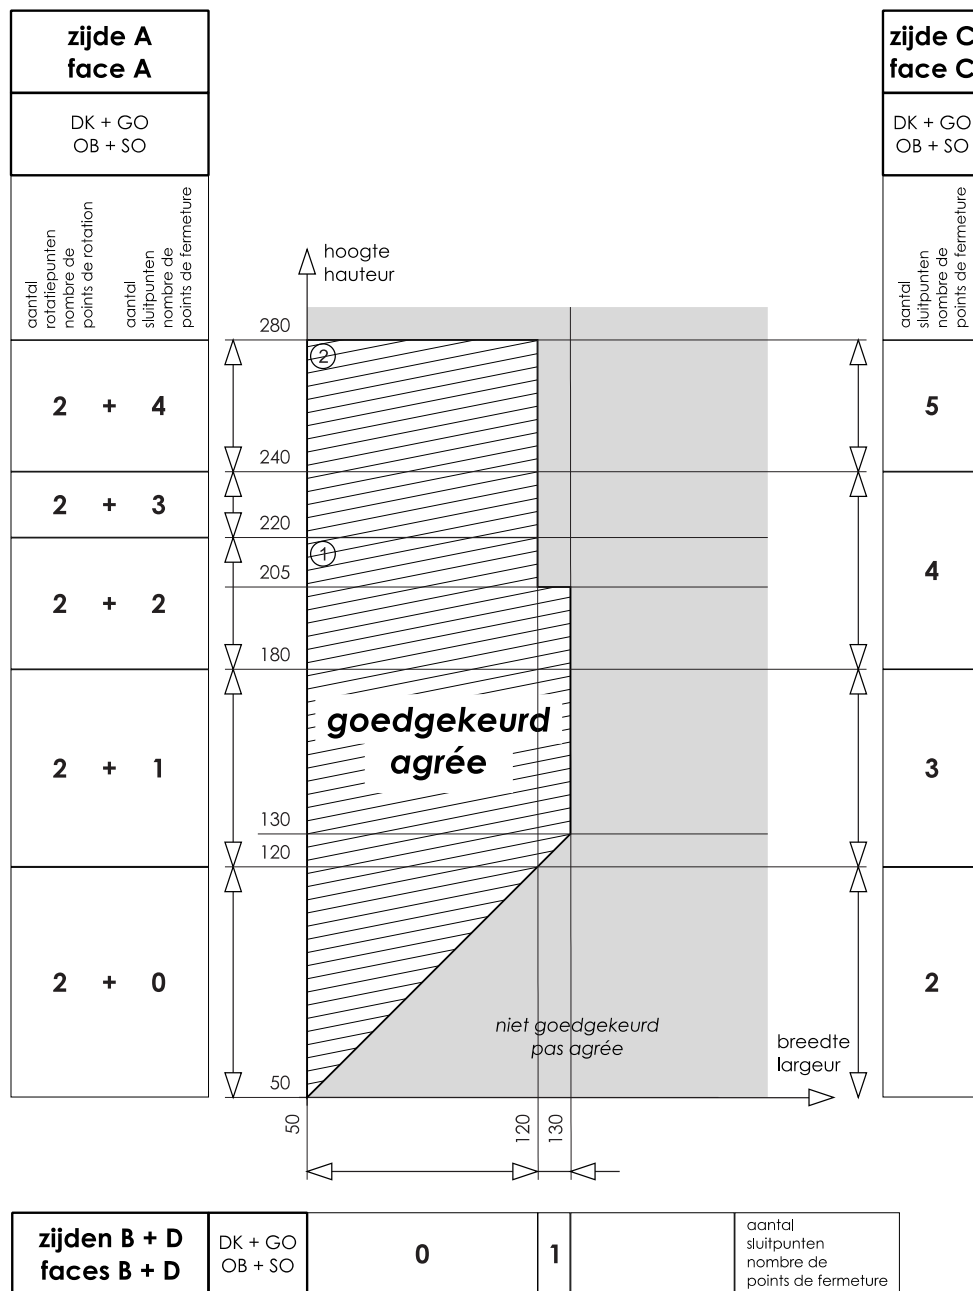 zijde A
face A
DK + GO
OB + SO
aantal
rotatiepunten
nombre de
points de rotation
aantal
sluitpunten
nombre de
points de fermeture
2 + 4
2 + 3
2 + 2
2 + 1
2 + 0
hoogte
hauteur
280
240
220
205
180
130
120
50
2
1
goedgekeurd
agrée
niet goedgekeurd
pas agrée
breedte
largeur
50
120
130
zijde C
face C
DK + GO
OB + SO
aantal
sluitpunten
nombre de
points de fermeture
5
4
3
2
zijden B + D
faces B + D
DK + GO
OB + SO
0
1
aantal
sluitpunten
nombre de
points de fermeture